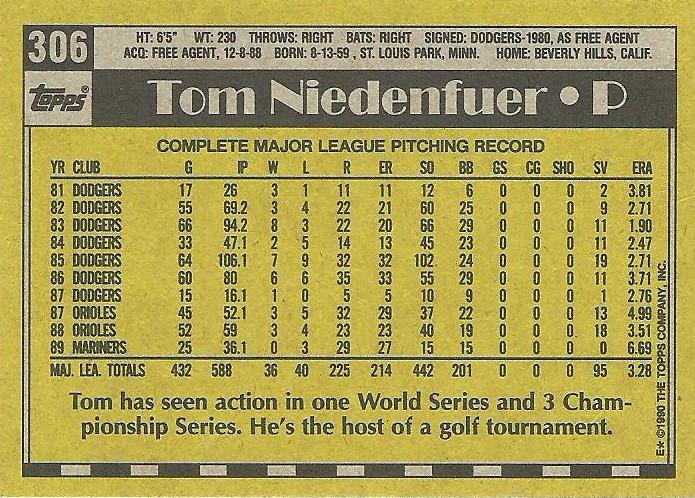 306
HT: 6'5" WT: 230 THROWS: RIGHT BATS: RIGHT SIGNED: DODGERS-1980, AS FREE AGENT
ACQ: FREE AGENT, 12-8-88 BORN: 8-13-59, ST. LOUIS PARK, MINN. HOME: BEVERLY HILLS, CALIF.
topps® Tom Niedenfuer • P
COMPLETE MAJOR LEAGUE PITCHING RECORD
YR CLUB G IP W L R ER SO BB GS CG SHO SV ERA
81 DODGERS 17 26 3 1 11 11 12 6 0 0 0 2 3.81
82 DODGERS 55 69.2 3 4 22 21 60 25 0 0 0 9 2.71
83 DODGERS 66 94.2 8 3 22 20 66 29 0 0 0 11 1.90
84 DODGERS 33 47.1 2 5 14 13 45 23 0 0 0 11 2.47
85 DODGERS 64 106.1 7 9 32 32 102 24 0 0 0 19 2.71
86 DODGERS 60 80 6 6 35 33 55 29 0 0 0 11 3.71
87 DODGERS 15 16.1 1 0 5 5 10 9 0 0 0 1 2.76
87 ORIOLES 45 52.1 3 5 32 29 37 22 0 0 0 13 4.99
88 ORIOLES 52 59 3 4 23 23 40 19 0 0 0 18 3.51
89 MARINERS 25 36.1 0 3 29 27 15 15 0 0 0 0 6.69
MAJ. LEA. TOTALS 432 588 36 40 225 214 442 201 0 0 0 95 3.28
Tom has seen action in one World Series and 3 Cham-
pionship Series. He's the host of a golf tournament.
E* ©1990 THE TOPPS COMPANY, INC.